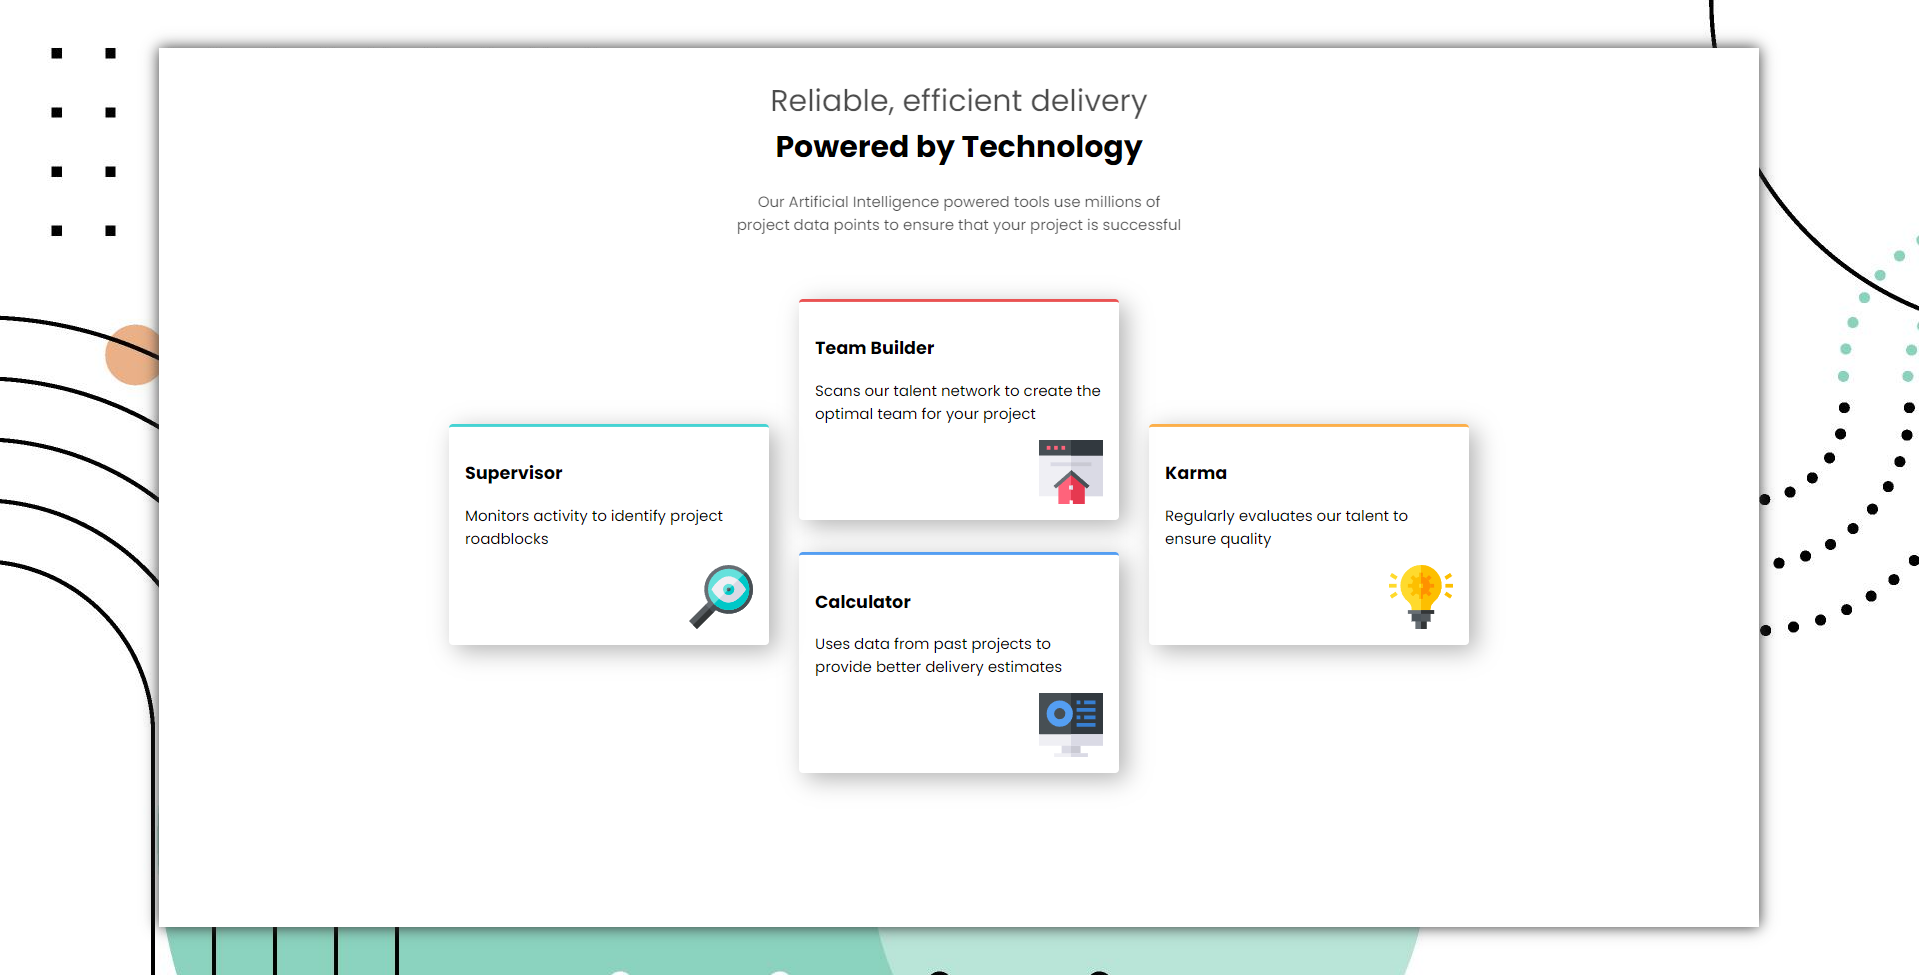 Reliable, efficient delivery
Powered by Technology
Our Artificial Intelligence powered tools use millions of
project data points to ensure that your project is successful
Team Builder
Scans our talent network to create the
optimal team for your project
Supervisor
Monitors activity to identify project
roadblocks
Karma
Regularly evaluates our talent to
ensure quality
Calculator
Uses data from past projects to
provide better delivery estimates